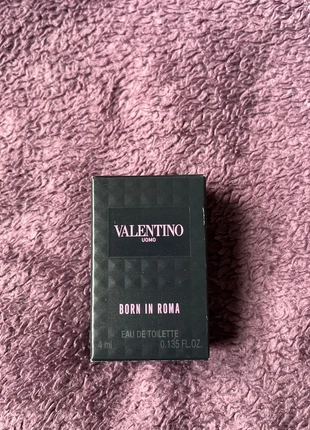 VALENTINO
UOMO
BORN IN ROMA
EAU DE TOILETTE
4 ml 0.135 FL.OZ.